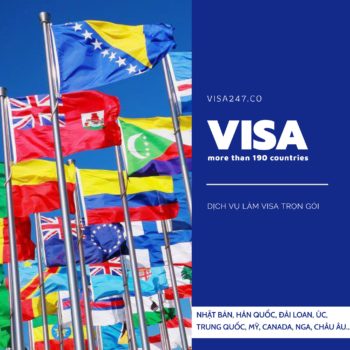 VISA247.CO
VISA
more than 190 countries
DỊCH VỤ LÀM VISA TRỌN GÓI
NHẬT BẢN, HÀN QUỐC, ĐÀI LOAN, ÚC,
TRUNG QUỐC, MỸ, CANADA, NGA, CHÂU ÂU...